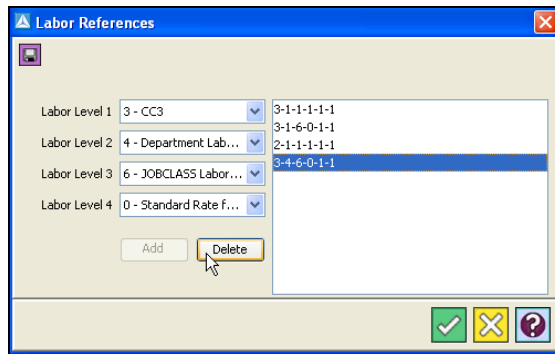 Labor References
Labor Level 1 3 - CC3
Labor Level 2 4 - Department Lab...
Labor Level 3 6 - JOBCLASS Labor...
Labor Level 4 0 - Standard Rate f...
Add Delete
3-1-1-1-1-1
3-1-6-0-1-1
2-1-1-1-1-1
3-4-6-0-1-1
?